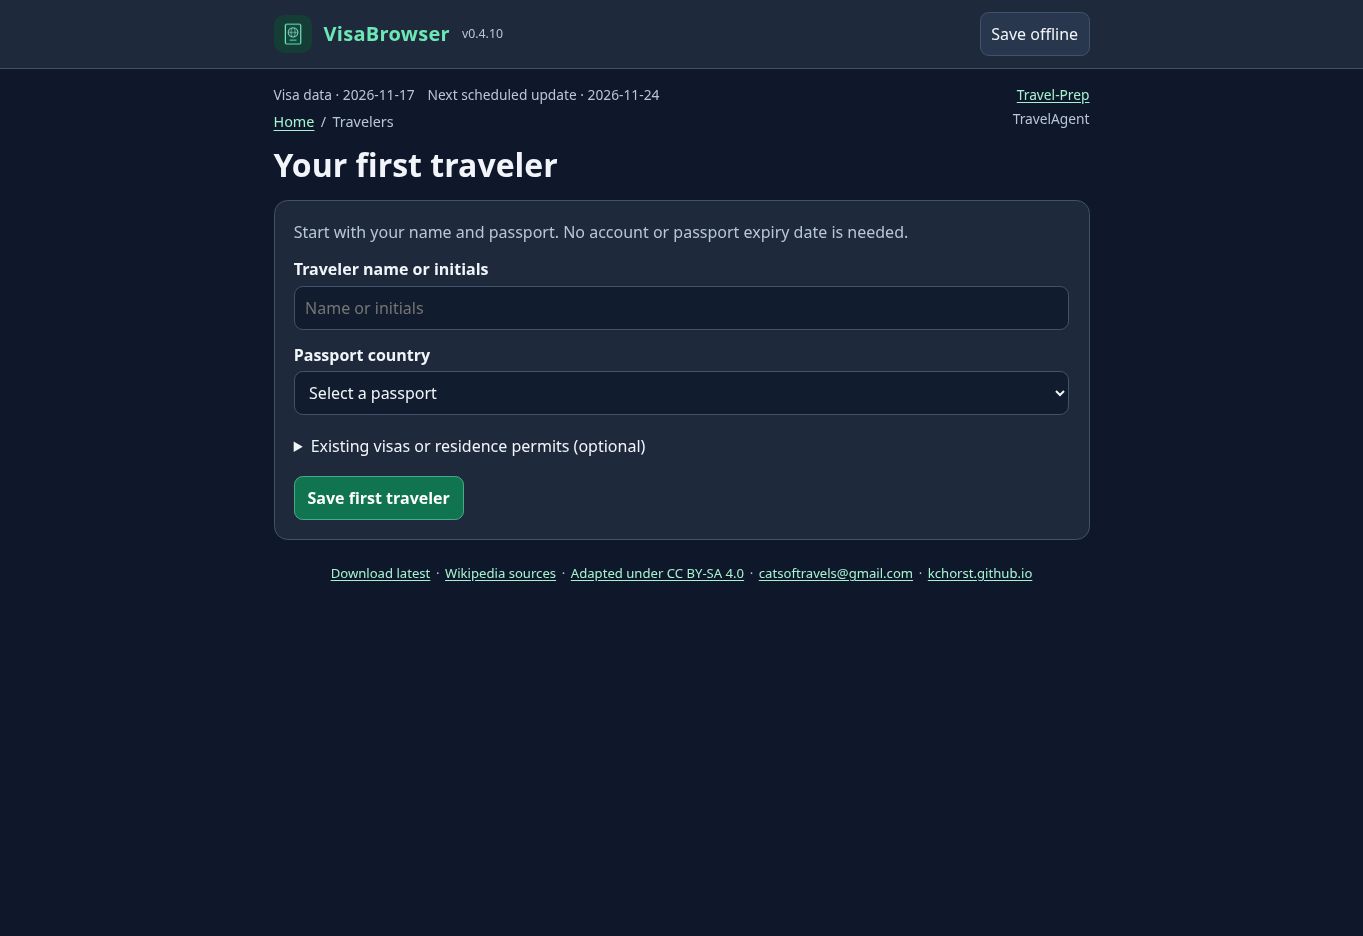 VisaBrowser v0.4.10 Save offline
Visa data · 2026-11-17 Next scheduled update · 2026-11-24 Travel-Prep
Home / Travelers TravelAgent
Your first traveler
Start with your name and passport. No account or passport expiry date is needed.
Traveler name or initials
Name or initials
Passport country
Select a passport
Existing visas or residence permits (optional)
Save first traveler
Download latest · Wikipedia sources · Adapted under CC BY-SA 4.0 · catsoftravels@gmail.com · kchorst.github.io